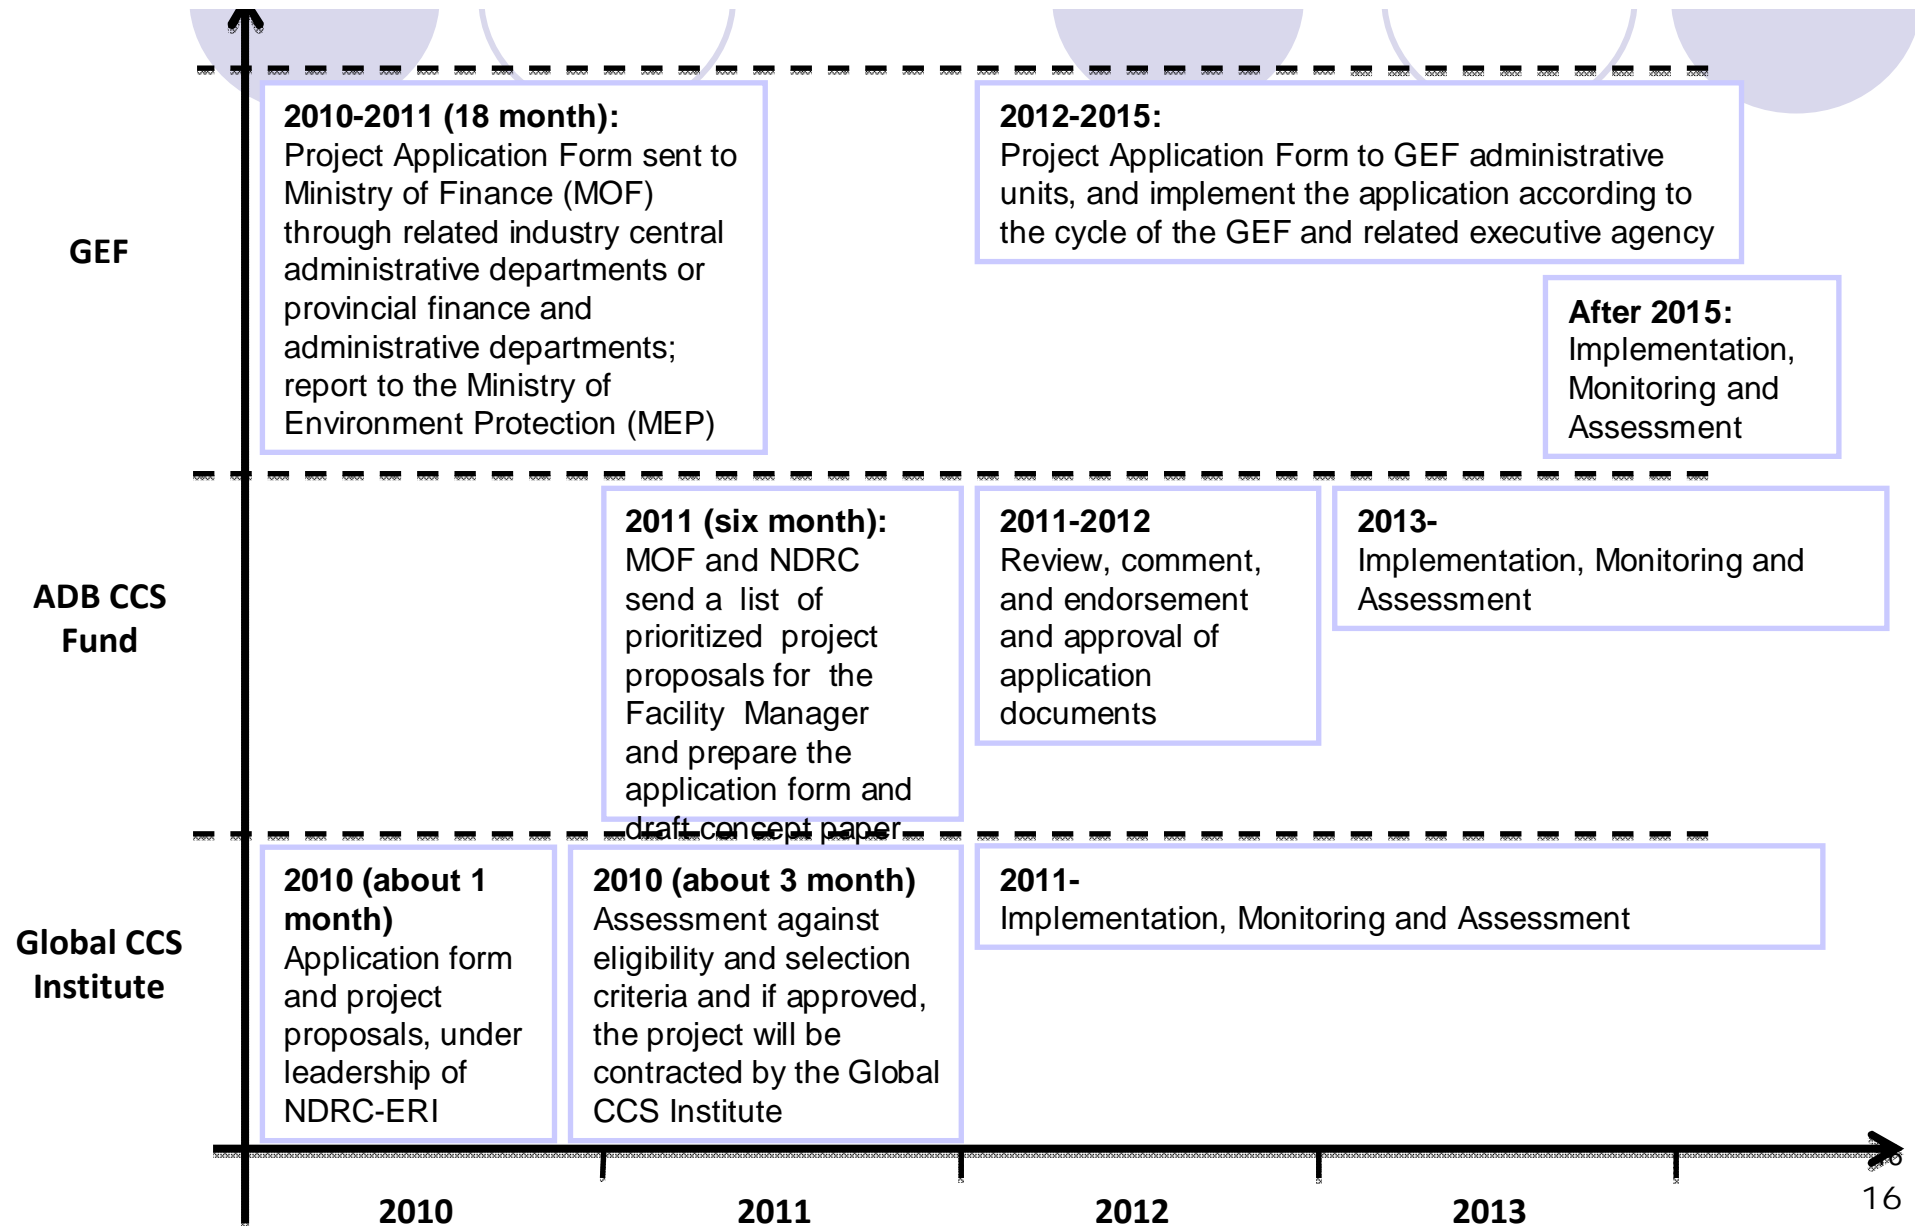 GEF
2010-2011 (18 month):
Project Application Form sent to
Ministry of Finance (MOF)
through related industry central
administrative departments or
provincial finance and
administrative departments;
report to the Ministry of
Environment Protection (MEP)
2012-2015:
Project Application Form to GEF administrative
units, and implement the application according to
the cycle of the GEF and related executive agency
After 2015:
Implementation,
Monitoring and
Assessment
ADB CCS
Fund
2011 (six month):
MOF and NDRC
send a list of
prioritized project
proposals for the
Facility Manager
and prepare the
application form and
draft concept paper
2011-2012
Review, comment,
and endorsement
and approval of
application
documents
2013-
Implementation, Monitoring and
Assessment
Global CCS
Institute
2010 (about 1
month)
Application form
and project
proposals, under
leadership of
NDRC-ERI
2010 (about 3 month)
Assessment against
eligibility and selection
criteria and if approved,
the project will be
contracted by the Global
CCS Institute
2011-
Implementation, Monitoring and Assessment
2010
2011
2012
2013
16